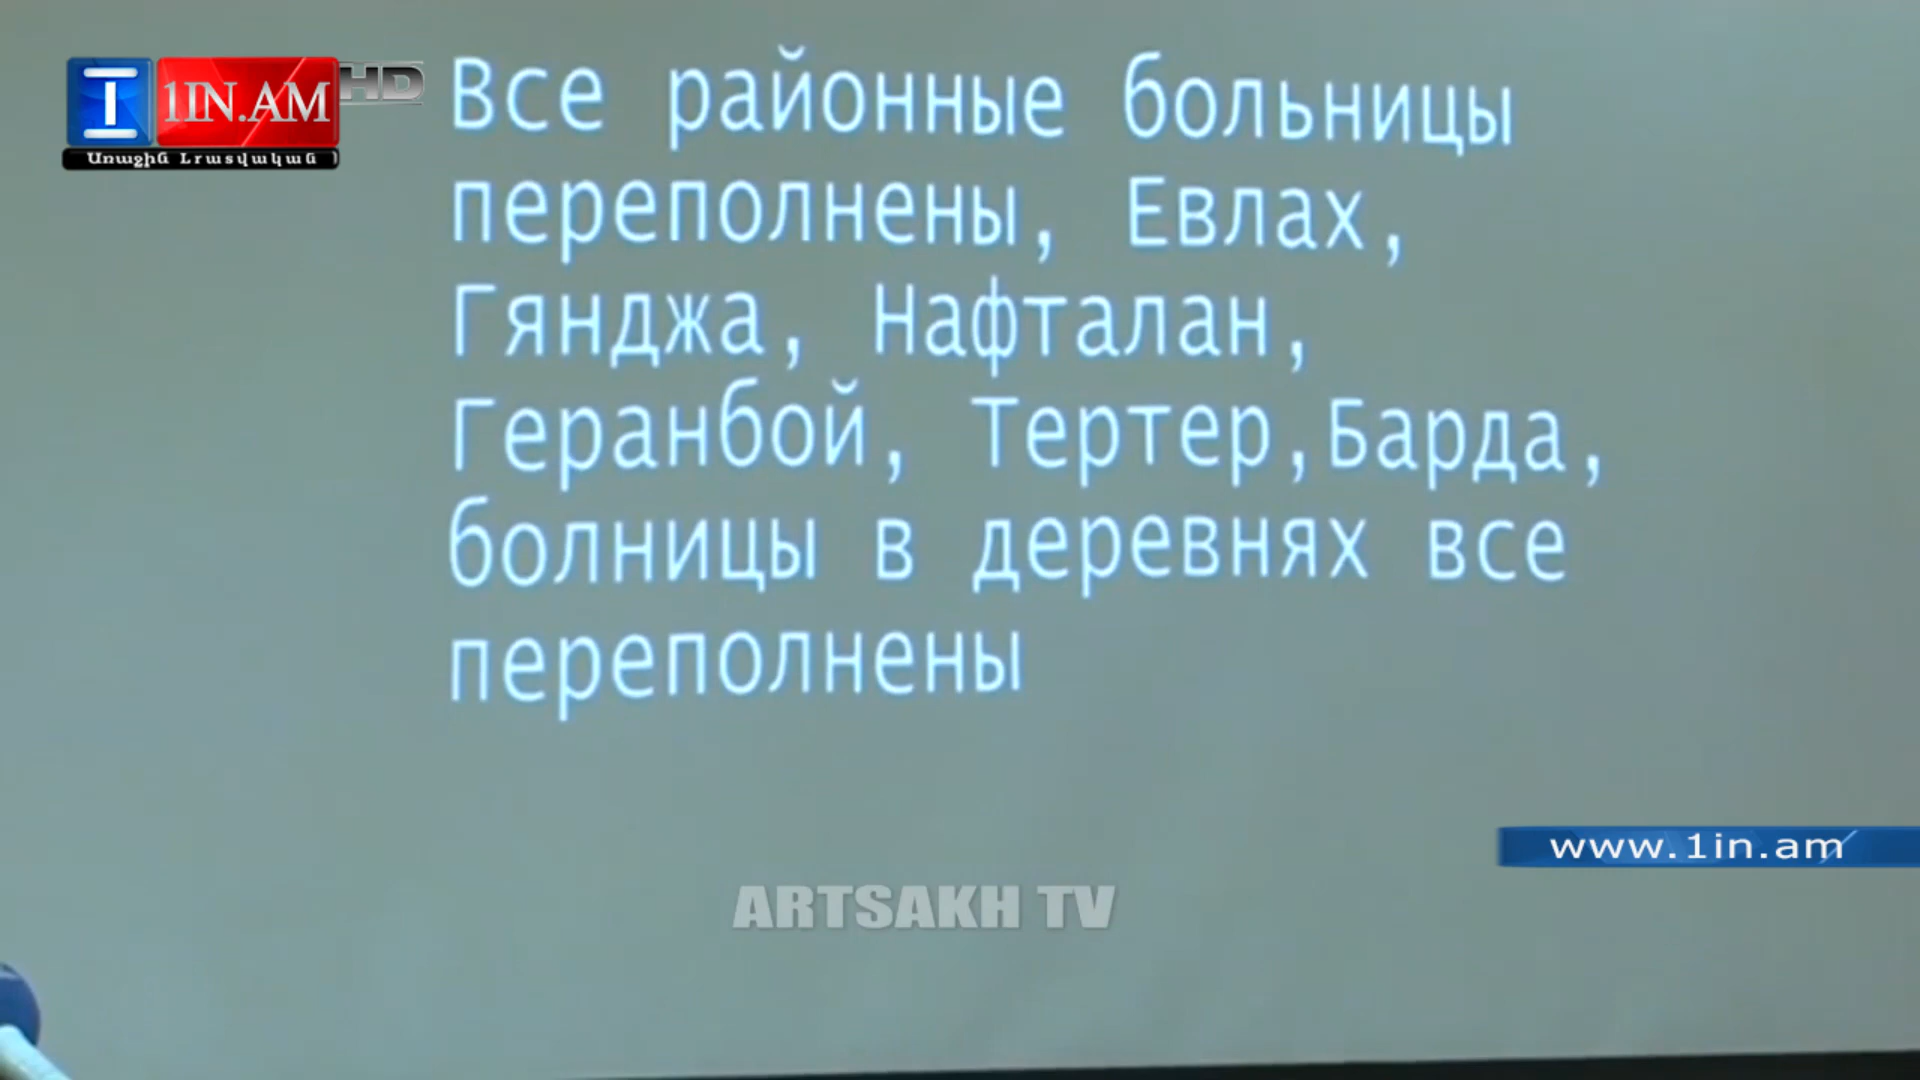 1IN.AM HD
Առաջին Լրատվական
Все районные больницы
переполнены, Евлах,
Гянджа, Нафталан,
Геранбой, Тертер,Барда,
болницы в деревнях все
переполнены
www.1in.am
ARTSAKH TV